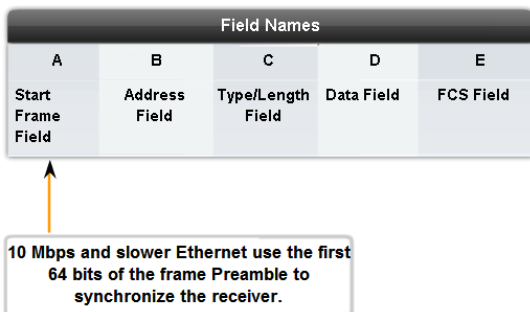 Field Names
A B C D E
Start Frame Field
Address Field
Type/Length Field
Data Field
FCS Field
10 Mbps and slower Ethernet use the first
64 bits of the frame Preamble to
synchronize the receiver.